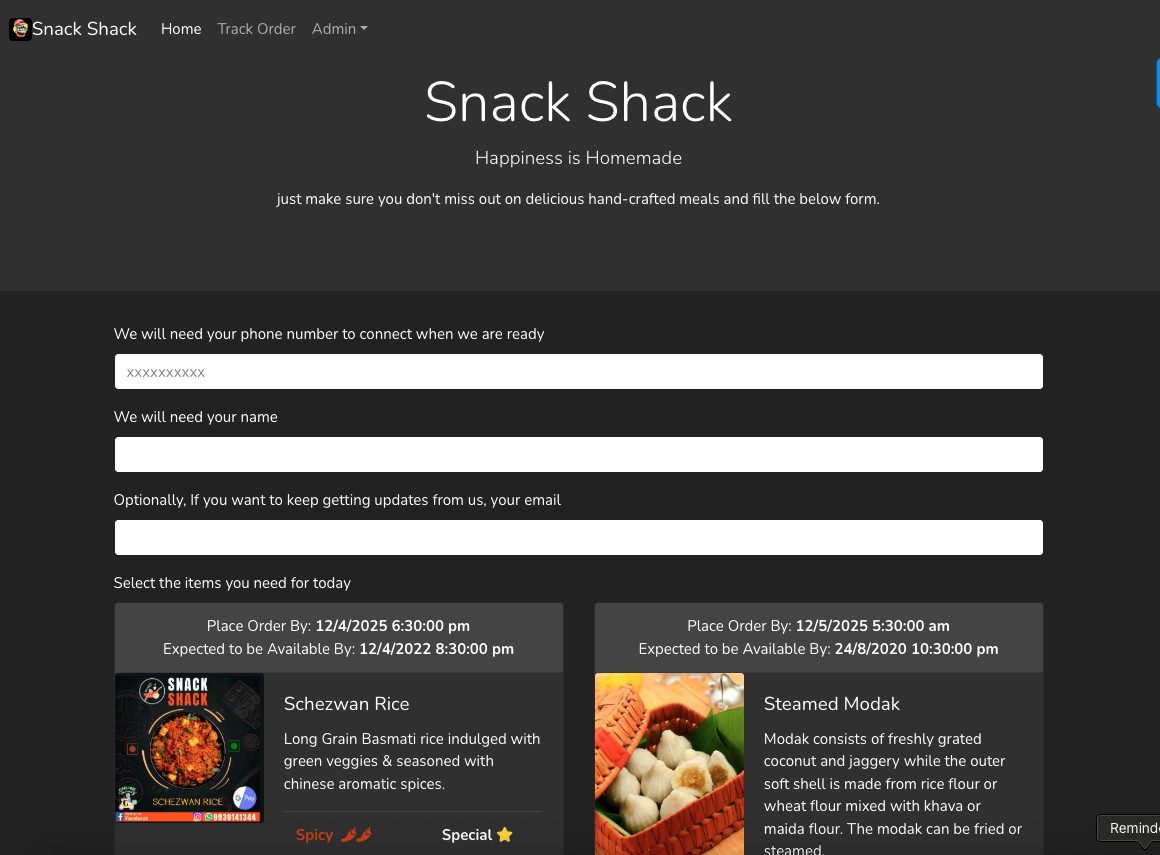 Snack Shack Home Track Order Admin
Snack Shack
Happiness is Homemade
just make sure you don't miss out on delicious hand-crafted meals and fill the below form.
We will need your phone number to connect when we are ready
xxxxxxxxxx
We will need your name
Optionally, If you want to keep getting updates from us, your email
Select the items you need for today
Place Order By: 12/4/2025 6:30:00 pm
Expected to be Available By: 12/4/2022 8:30:00 pm
SNACK
SHACK
SCHEZWAN RICE
G Pay
9930141344
Schezwan Rice
Long Grain Basmati rice indulged with
green veggies & seasoned with
chinese aromatic spices.
Spicy
Special
Place Order By: 12/5/2025 5:30:00 am
Expected to be Available By: 24/8/2020 10:30:00 pm
Steamed Modak
Modak consists of freshly grated
coconut and jaggery while the outer
soft shell is made from rice flour or
wheat flour mixed with khava or
maida flour. The modak can be fried or
steamed.
Reminde